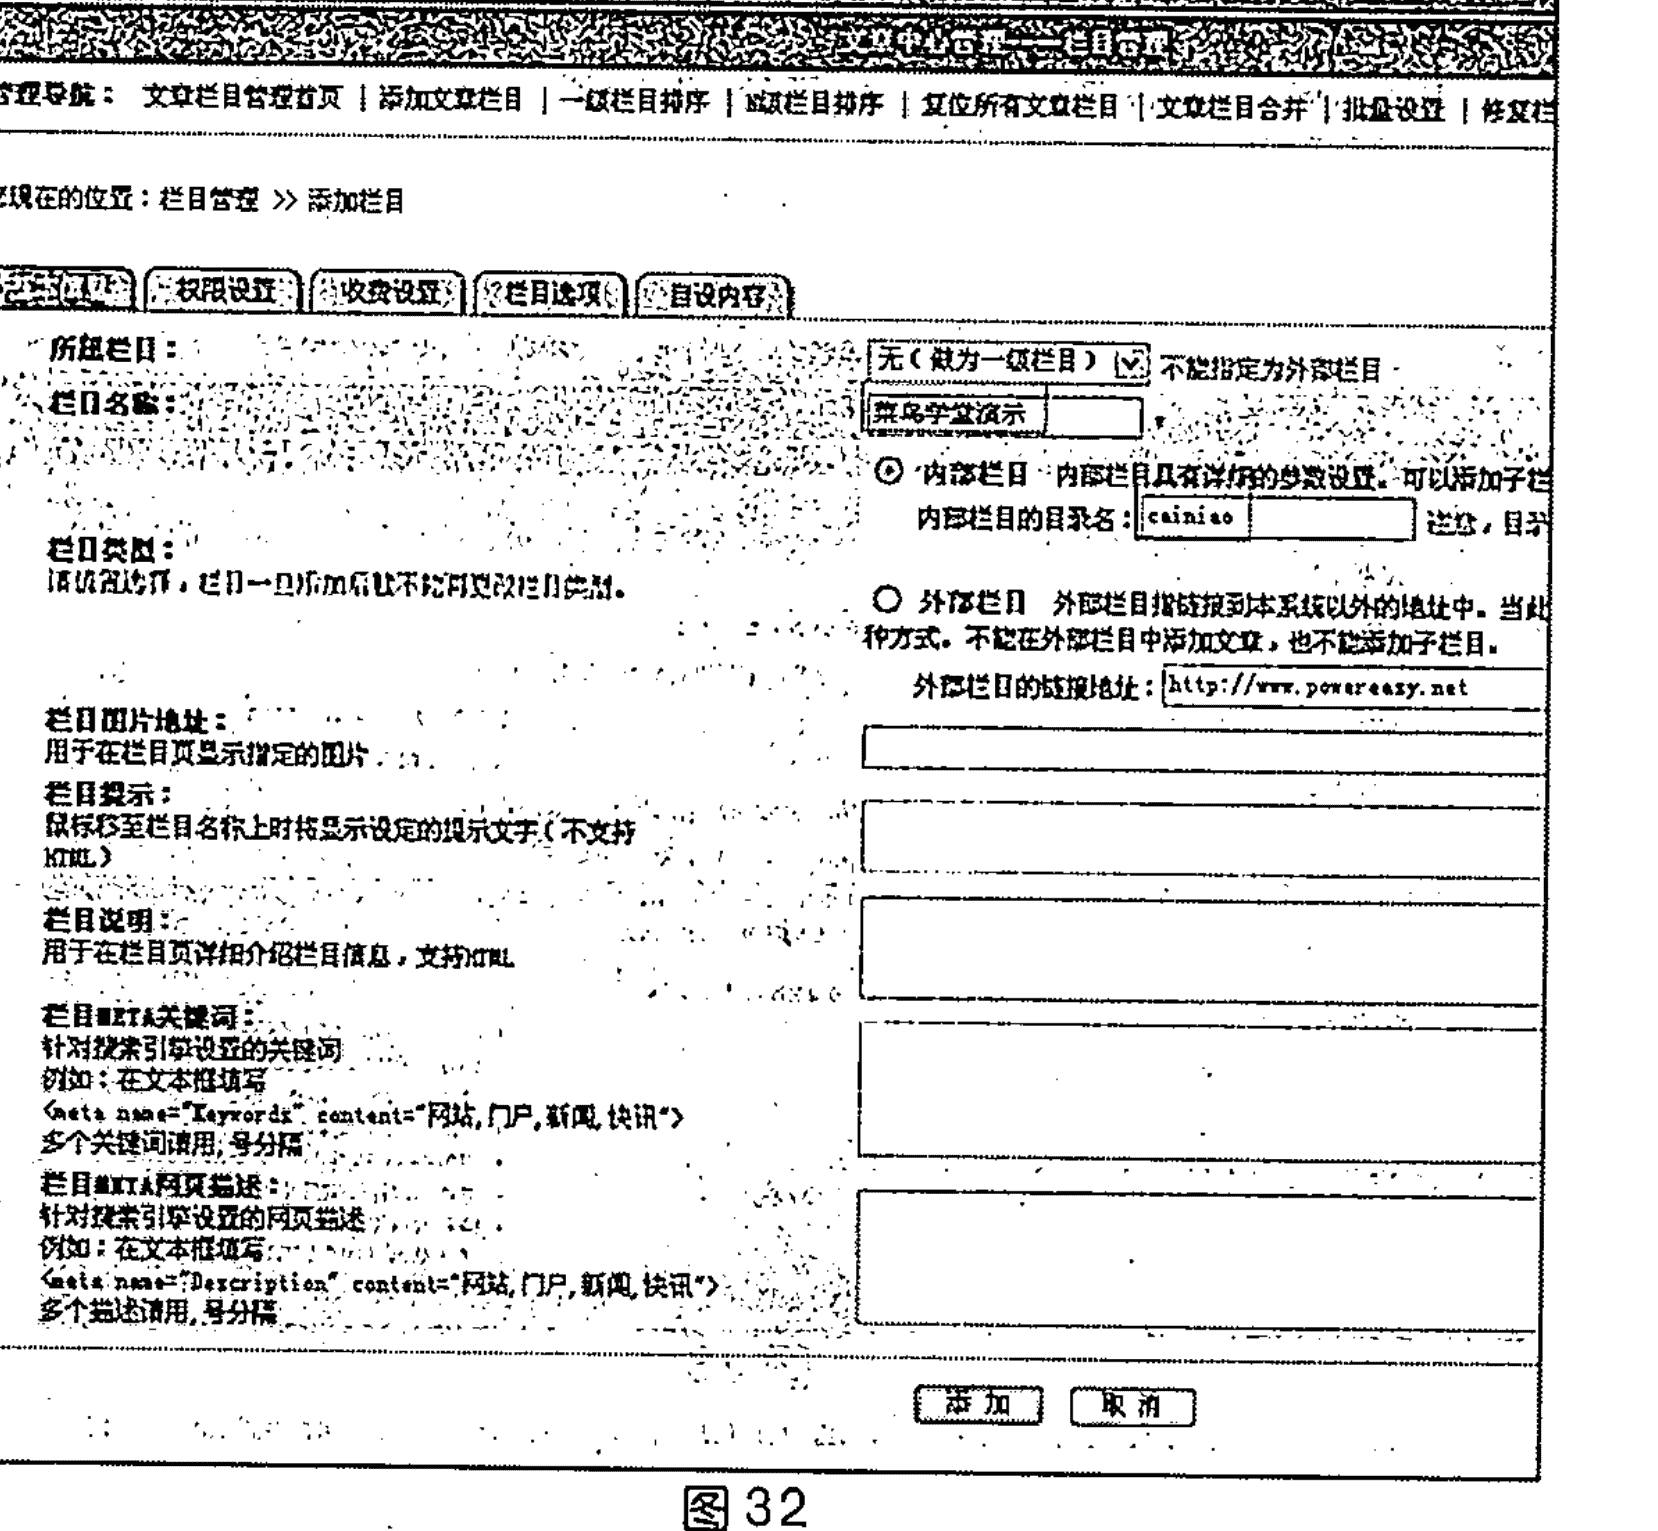 文章中心管理----栏目管理
管理导航： 文章栏目管理首页 | 添加文章栏目 | 一级栏目排序 | N级栏目排序 | 复位所有文章栏目 | 文章栏目合并 | 批量设置 | 修复栏
您现在的位置：栏目管理 >> 添加栏目
基本信息 权限设置 收费设置 栏目选项 自设内容
所属栏目： 无（做为一级栏目） 不能指定为外部栏目
栏目名称： 菜鸟学堂演示 *
内部栏目 内部栏目具有详细的参数设置。可以添加子栏
内部栏目的目录名： cainiao 注意，目录
栏目类型：
请慎重选择，栏目一旦添加后就不能再更改栏目类型。
外部栏目 外部栏目指链接到本系统以外的地址中。当此
种方式。不能在外部栏目中添加文章，也不能添加子栏目。
外部栏目的链接地址： http://www.powereasy.net
栏目图片地址：
用于在栏目页显示指定的图片
栏目提示：
鼠标移至栏目名称上时将显示设定的提示文字（不支持
HTML）
栏目说明：
用于在栏目页详细介绍栏目信息，支持HTML
栏目META关键词：
针对搜索引擎设置的关键词
例如：在文本框填写
<meta name="Keywords" content="网站,门户,新闻,快讯">
多个关键词请用,号分隔
栏目META网页描述：
针对搜索引擎设置的网页描述
例如：在文本框填写
<meta name="Description" content="网站,门户,新闻,快讯">
多个描述请用,号分隔
添 加 取 消
图 32